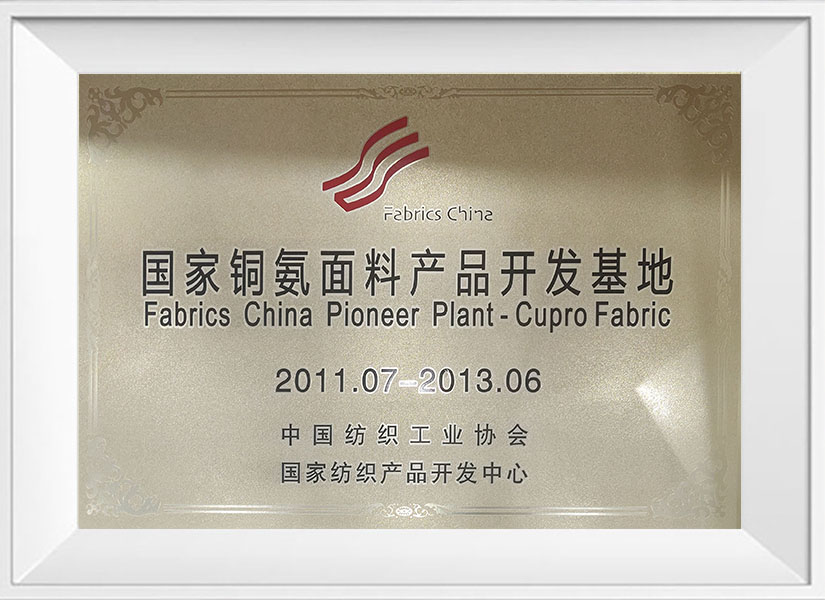 Fabrics China
国家铜氨面料产品开发基地
Fabrics China Pioneer Plant-Cupro Fabric
2011.07-2013.06
中国纺织工业协会
国家纺织产品开发中心